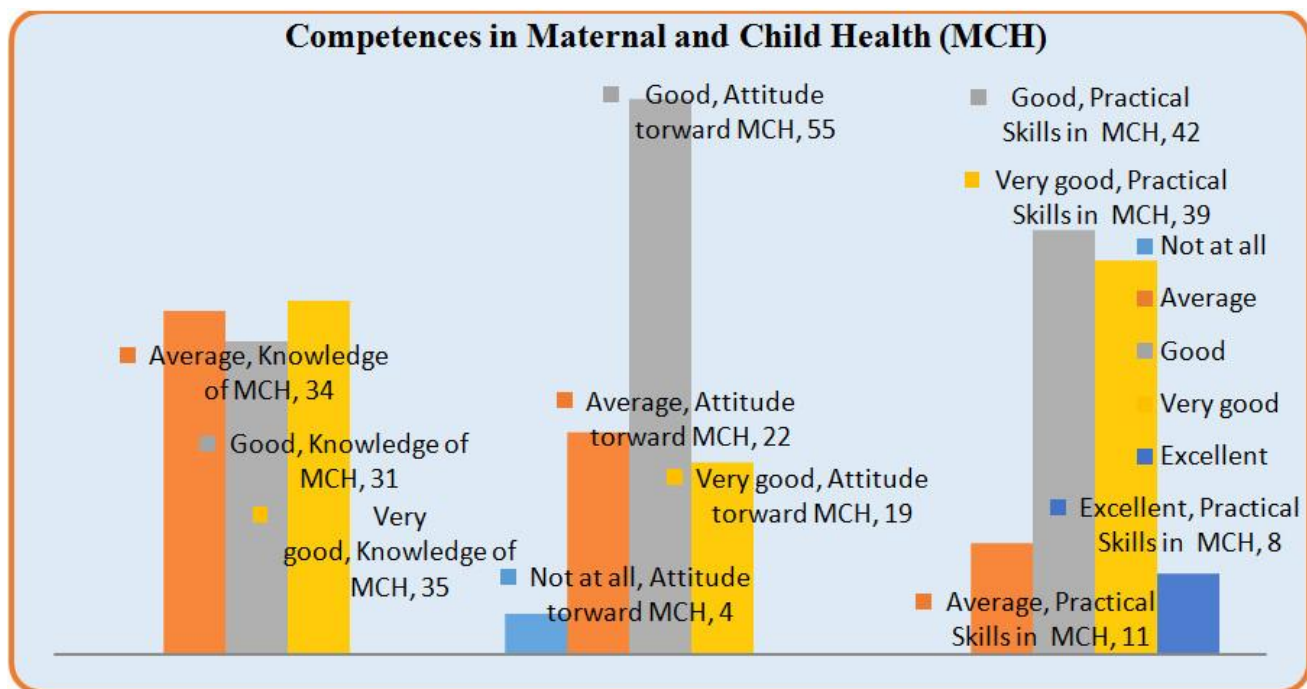 Competences in Maternal and Child Health (MCH)
Average, Knowledge
of MCH, 34
Good, Knowledge of
MCH, 31
Very
good, Knowledge of
MCH, 35
Good, Attitude
torward MCH, 55
Average, Attitude
torward MCH, 22
Very good, Attitude
torward MCH, 19
Not at all, Attitude
torward MCH, 4
Good, Practical
Skills in MCH, 42
Very good, Practical
Skills in MCH, 39
Not at all
Average
Good
Very good
Excellent
Excellent, Practical
Skills in MCH, 8
Average, Practical
Skills in MCH, 11